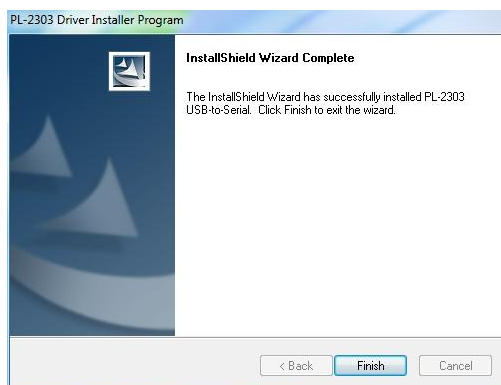 PL-2303 Driver Installer Program
InstallShield Wizard Complete
The InstallShield Wizard has successfully installed PL-2303
USB-to-Serial. Click Finish to exit the wizard.
< Back
Finish
Cancel